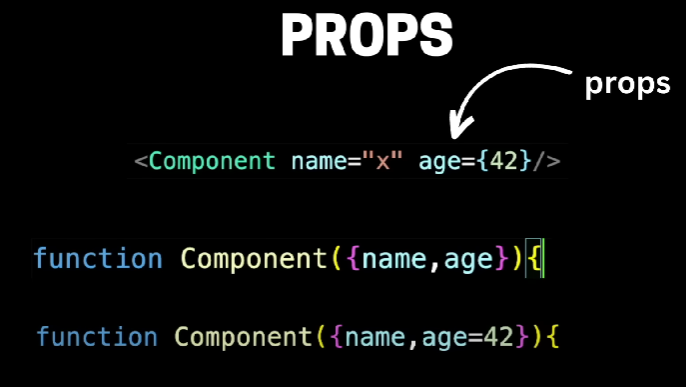 PROPS
props
<Component name="x" age={42}/>
function Component({name,age}){
function Component({name,age=42}){